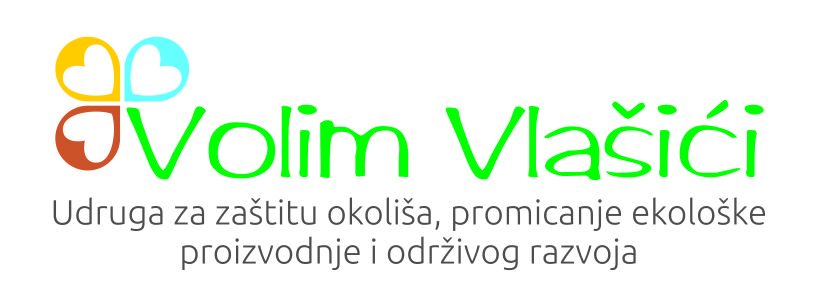 Volim Vlašići
Udruga za zaštitu okoliša, promicanje ekološke
proizvodnje i održivog razvoja